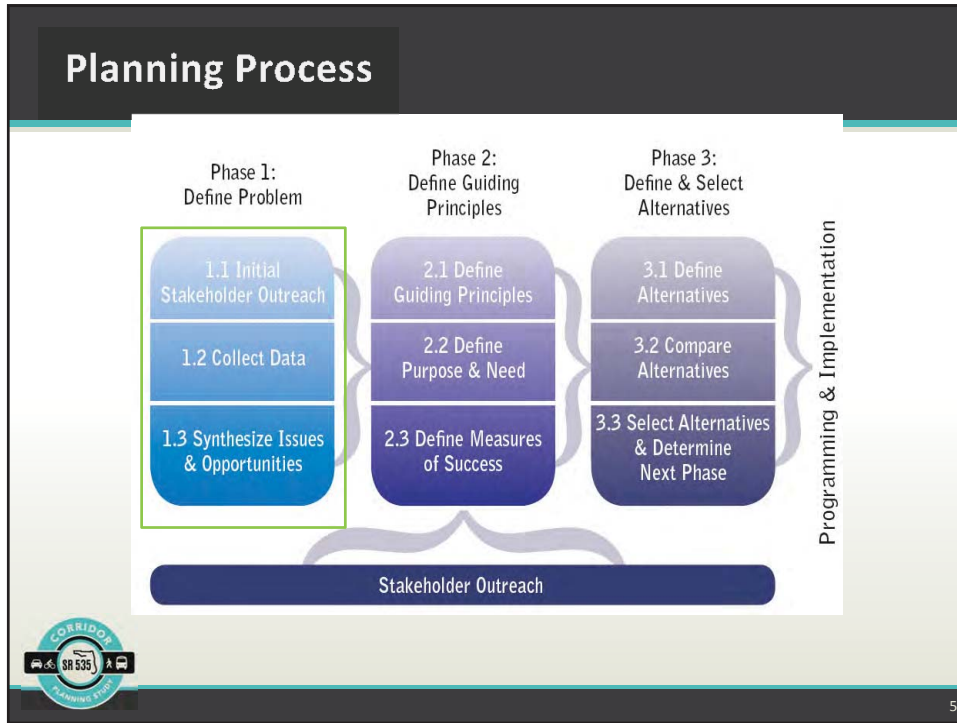 Planning Process
Phase 1:
Define Problem
Phase 2:
Define Guiding
Principles
Phase 3:
Define & Select
Alternatives
1.1 Initial
Stakeholder Outreach
1.2 Collect Data
1.3 Synthesize Issues
& Opportunities
2.1 Define
Guiding Principles
2.2 Define
Purpose & Need
2.3 Define Measures
of Success
3.1 Define
Alternatives
3.2 Compare
Alternatives
3.3 Select Alternatives
& Determine
Next Phase
Programming & Implementation
Stakeholder Outreach
CORRIDOR
SR 535
PLANNING STUDY
5